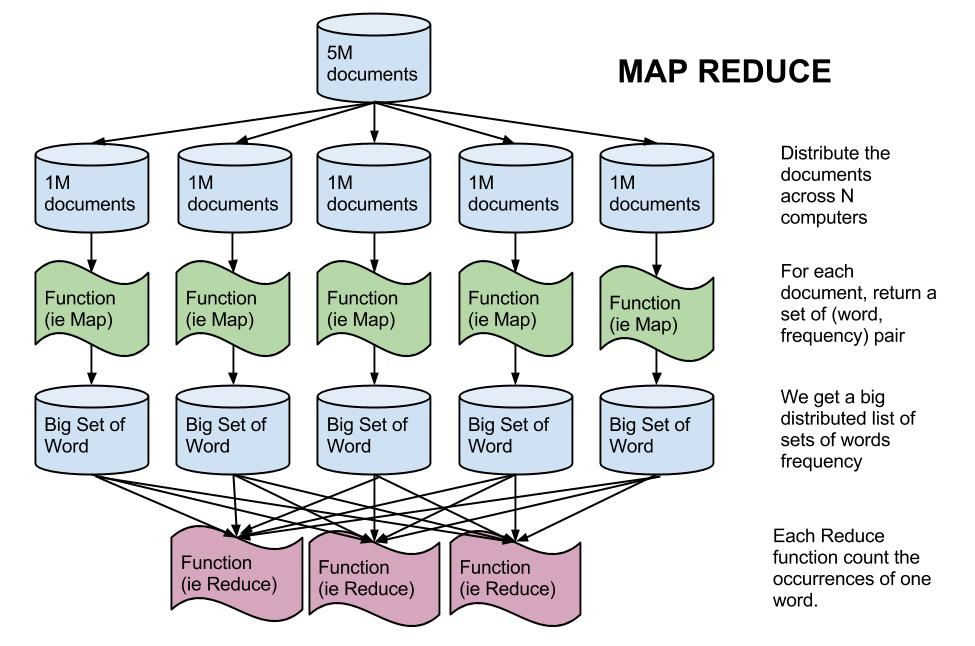 5M
documents
MAP REDUCE
1M
documents
1M
documents
1M
documents
1M
documents
1M
documents
Distribute the
documents
across N
computers
Function
(ie Map)
Function
(ie Map)
Function
(ie Map)
Function
(ie Map)
Function
(ie Map)
For each
document, return a
set of (word,
frequency) pair
Big Set of
Word
Big Set of
Word
Big Set of
Word
Big Set of
Word
Big Set of
Word
We get a big
distributed list of
sets of words
frequency
Function
(ie Reduce)
Function
(ie Reduce)
Function
(ie Reduce)
Each Reduce
function count the
occurrences of one
word.